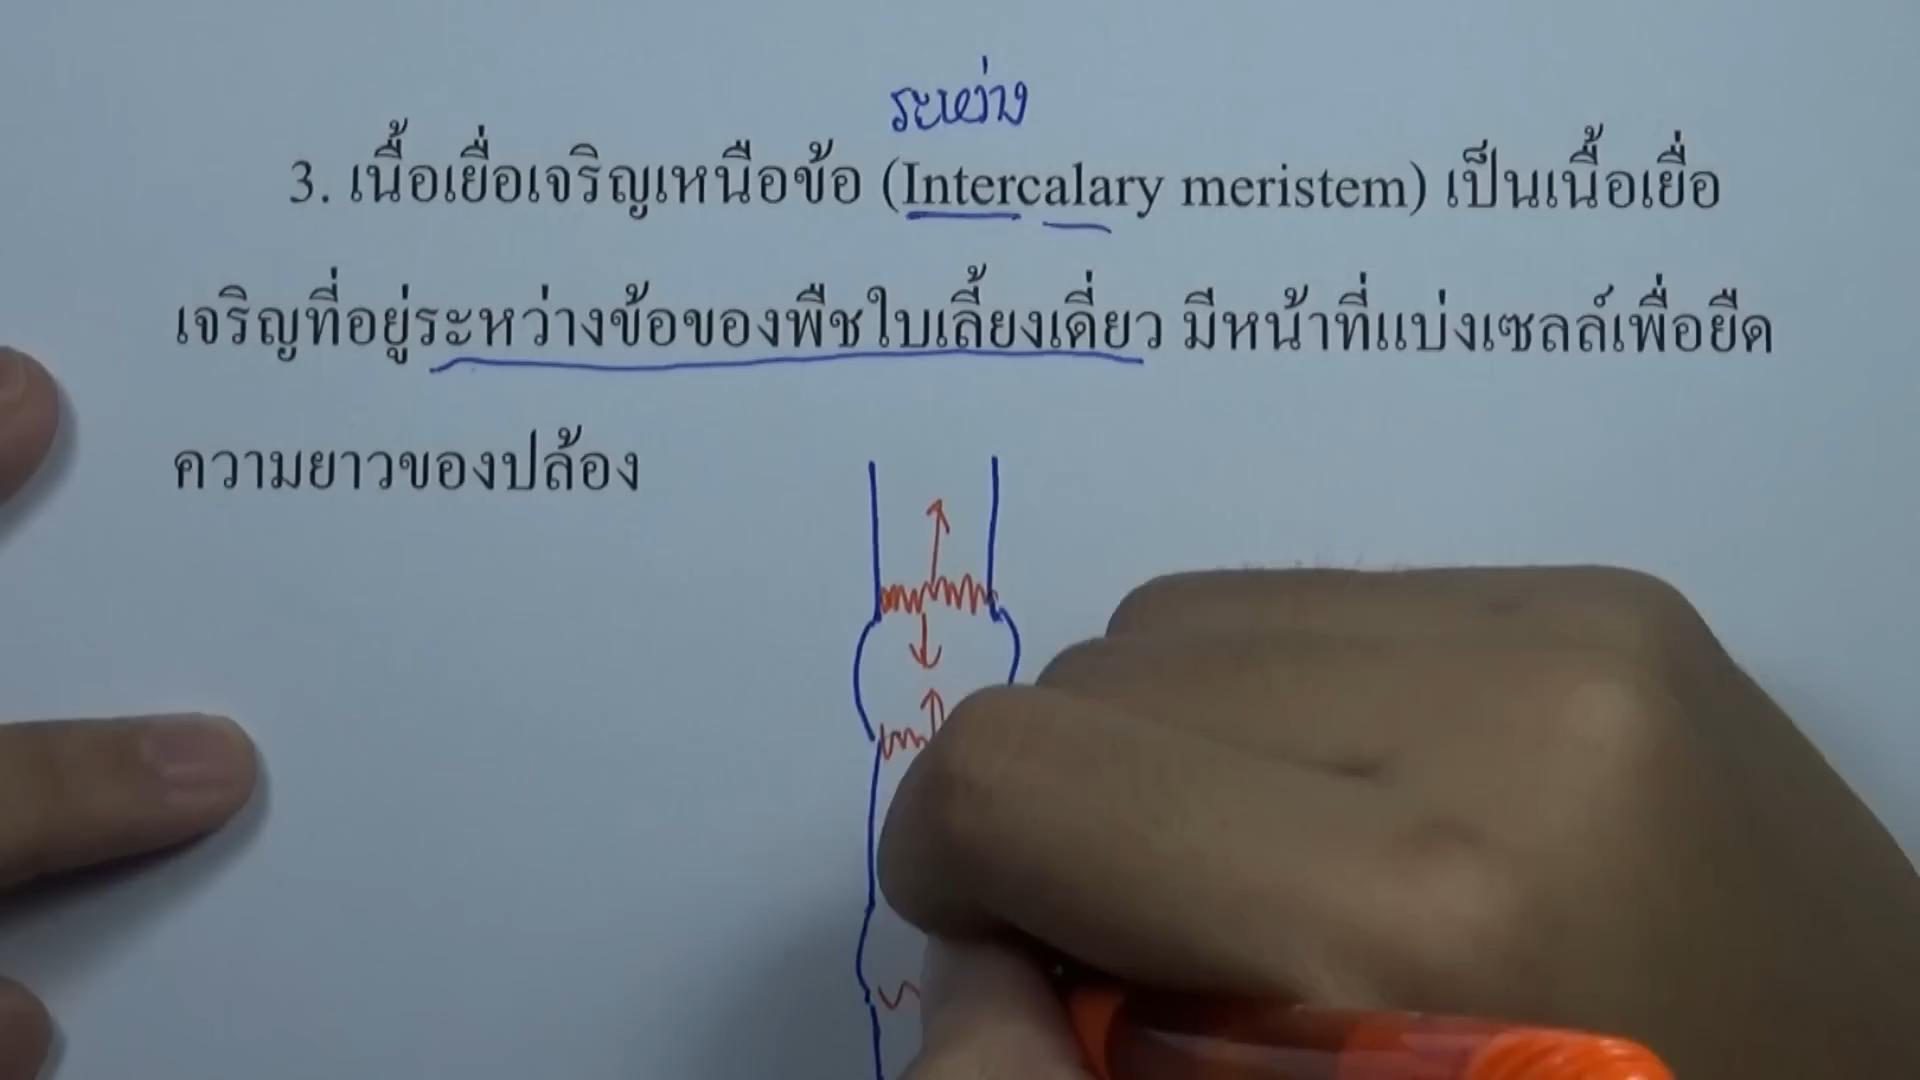 ระหว่าง
3. เนื้อเยื่อเจริญเหนือข้อ (Intercalary meristem) เป็นเนื้อเยื่อ
เจริญที่อยู่ระหว่างข้อของพืชใบเลี้ยงเดี่ยว มีหน้าที่แบ่งเซลล์เพื่อยืด
ความยาวของปล้อง